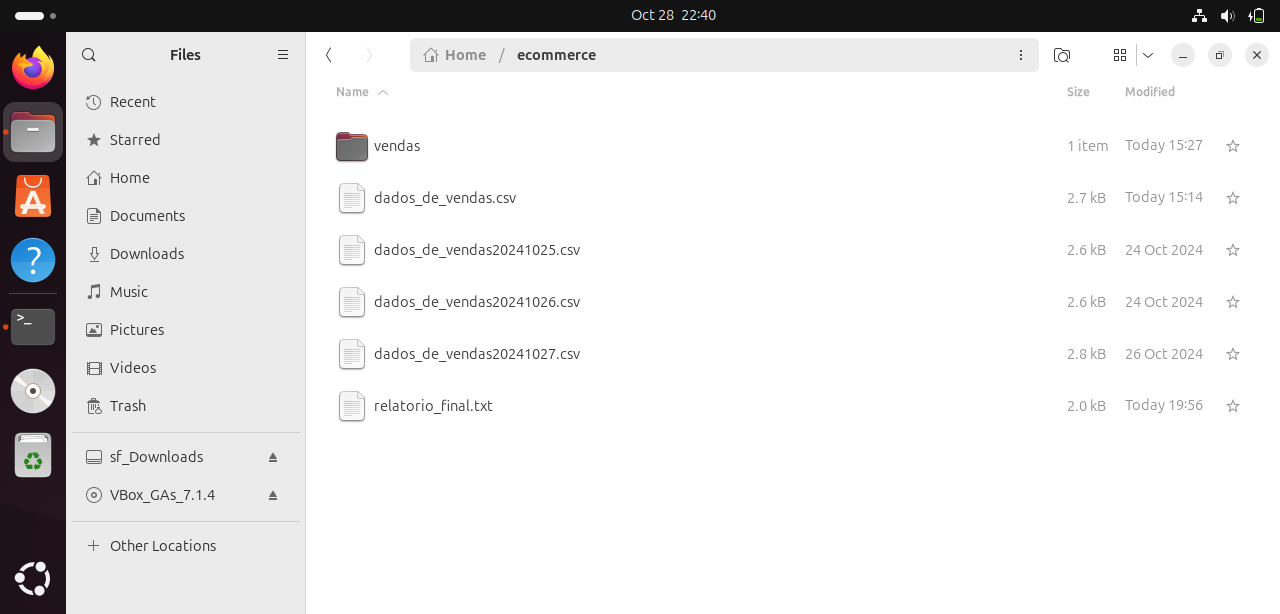 Oct 28 22:40
Files
Home / ecommerce
Recent
Starred
Home
Documents
Downloads
Music
Pictures
Videos
Trash
sf_Downloads
VBox_GAs_7.1.4
Other Locations
Name Size Modified
vendas 1 item Today 15:27
dados_de_vendas.csv 2.7 kB Today 15:14
dados_de_vendas20241025.csv 2.6 kB 24 Oct 2024
dados_de_vendas20241026.csv 2.6 kB 24 Oct 2024
dados_de_vendas20241027.csv 2.8 kB 26 Oct 2024
relatorio_final.txt 2.0 kB Today 19:56